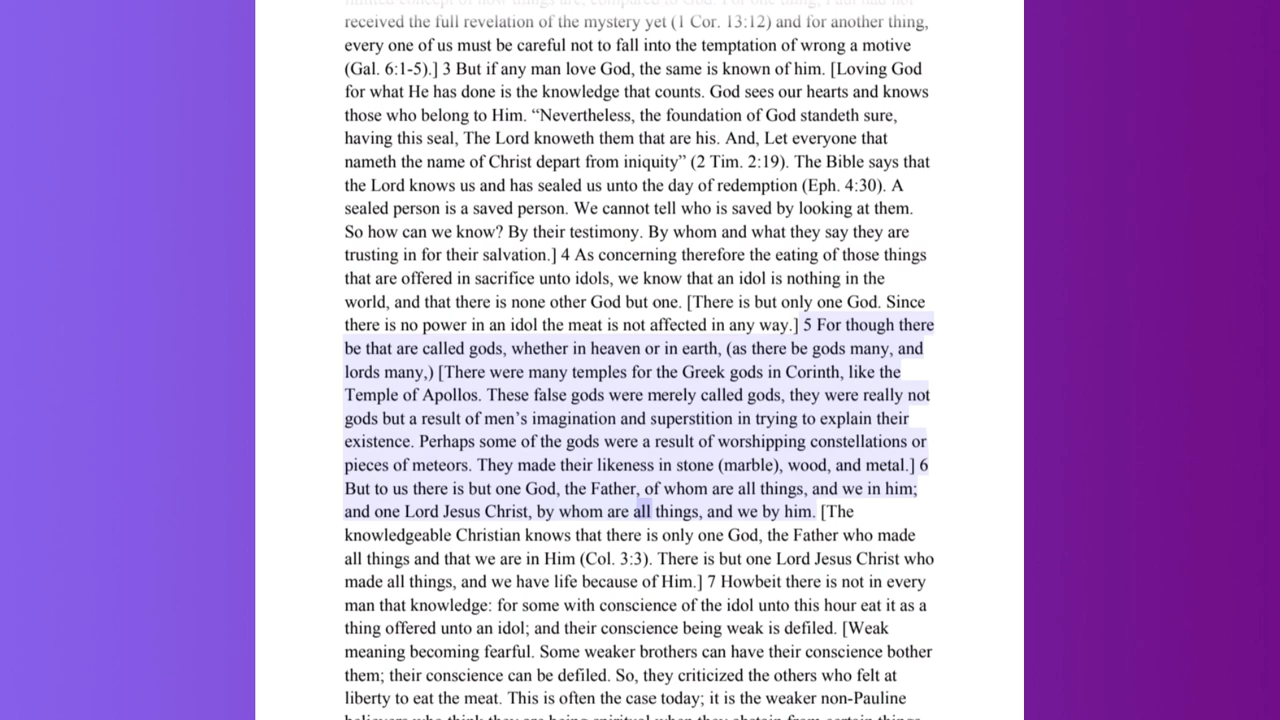 received the full revelation of the mystery yet (1 Cor. 13:12) and for another thing,
every one of us must be careful not to fall into the temptation of wrong a motive
(Gal. 6:1-5).] 3 But if any man love God, the same is known of him. [Loving God
for what He has done is the knowledge that counts. God sees our hearts and knows
those who belong to Him. “Nevertheless, the foundation of God standeth sure,
having this seal, The Lord knoweth them that are his. And, Let everyone that
nameth the name of Christ depart from iniquity” (2 Tim. 2:19). The Bible says that
the Lord knows us and has sealed us unto the day of redemption (Eph. 4:30). A
sealed person is a saved person. We cannot tell who is saved by looking at them.
So how can we know? By their testimony. By whom and what they say they are
trusting in for their salvation.] 4 As concerning therefore the eating of those things
that are offered in sacrifice unto idols, we know that an idol is nothing in the
world, and that there is none other God but one. [There is but only one God. Since
there is no power in an idol the meat is not affected in any way.] 5 For though there
be that are called gods, whether in heaven or in earth, (as there be gods many, and
lords many,) [There were many temples for the Greek gods in Corinth, like the
Temple of Apollos. These false gods were merely called gods, they were really not
gods but a result of men’s imagination and superstition in trying to explain their
existence. Perhaps some of the gods were a result of worshipping constellations or
pieces of meteors. They made their likeness in stone (marble), wood, and metal.] 6
But to us there is but one God, the Father, of whom are all things, and we in him;
and one Lord Jesus Christ, by whom are all things, and we by him. [The
knowledgeable Christian knows that there is only one God, the Father who made
all things and that we are in Him (Col. 3:3). There is but one Lord Jesus Christ who
made all things, and we have life because of Him.] 7 Howbeit there is not in every
man that knowledge: for some with conscience of the idol unto this hour eat it as a
thing offered unto an idol; and their conscience being weak is defiled. [Weak
meaning becoming fearful. Some weaker brothers can have their conscience bother
them; their conscience can be defiled. So, they criticized the others who felt at
liberty to eat the meat. This is often the case today; it is the weaker non-Pauline